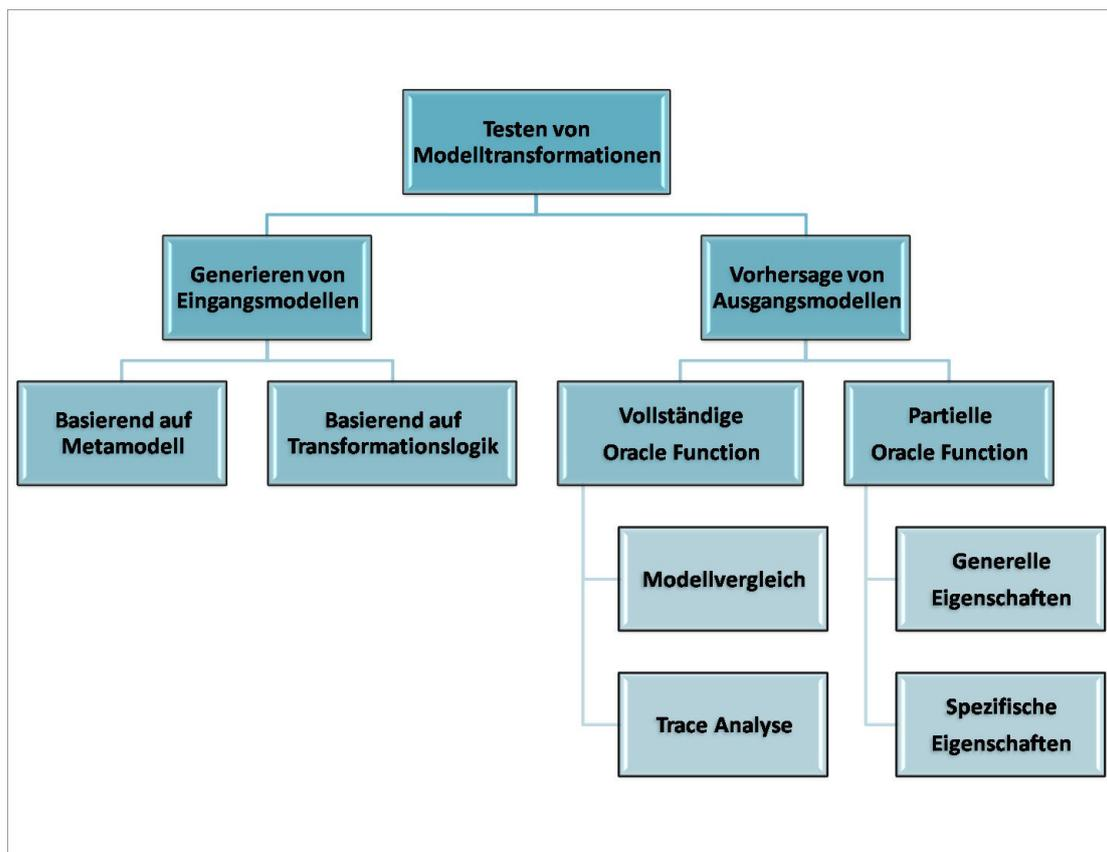 Testen von
Modelltransformationen
Generieren von
Eingangsmodellen
Vorhersage von
Ausgangsmodellen
Basierend auf
Metamodell
Basierend auf
Transformationslogik
Vollständige
Oracle Function
Partielle
Oracle Function
Modellvergleich
Generelle
Eigenschaften
Trace Analyse
Spezifische
Eigenschaften